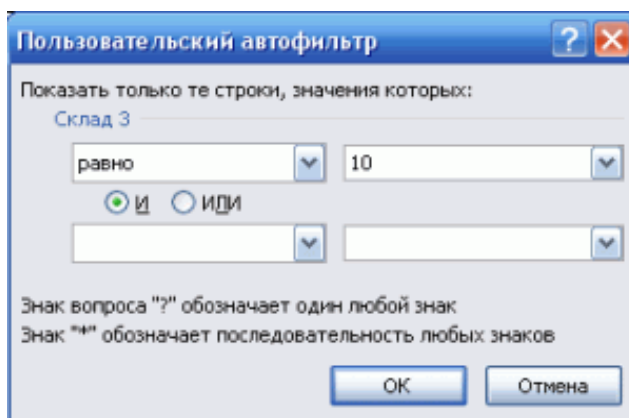 Пользовательский автофильтр
Показать только те строки, значения которых:
Склад 3
равно 10
И ИЛИ
Знак вопроса "?" обозначает один любой знак
Знак "*" обозначает последовательность любых знаков
ОК Отмена